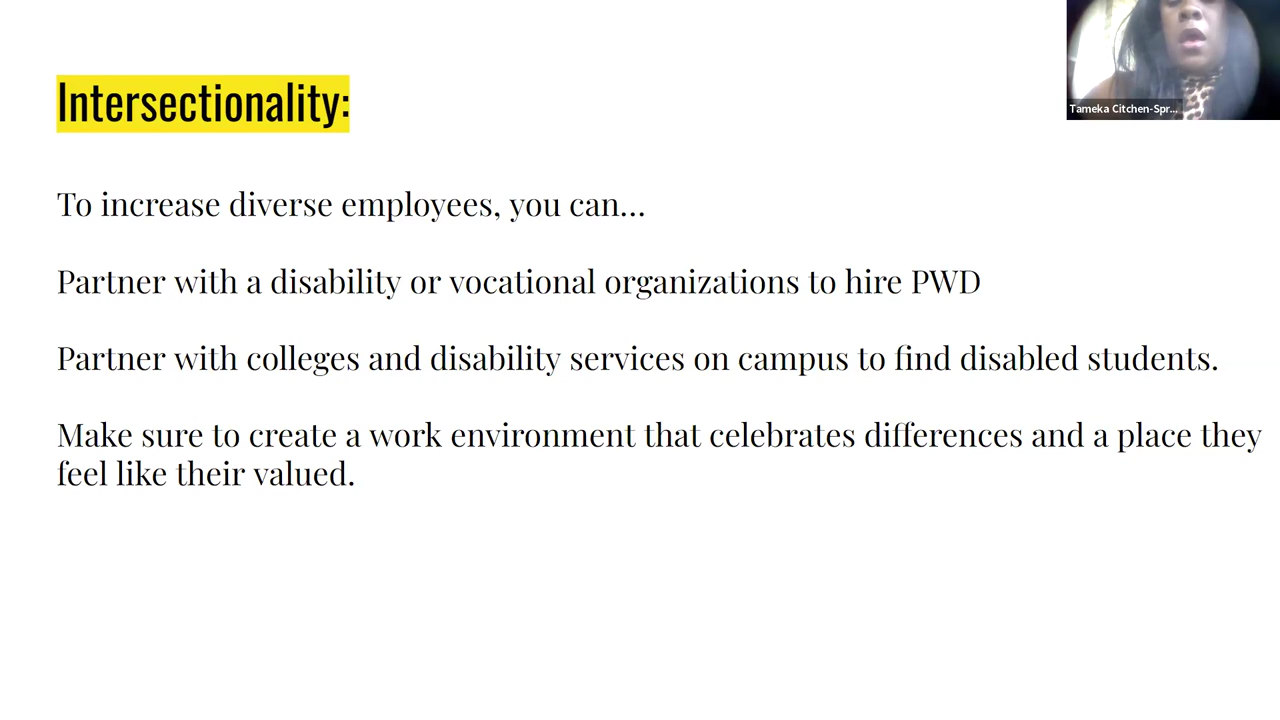 Intersectionality:
Tameka Citchen-Spr...
To increase diverse employees, you can...
Partner with a disability or vocational organizations to hire PWD
Partner with colleges and disability services on campus to find disabled students.
Make sure to create a work environment that celebrates differences and a place they
feel like their valued.